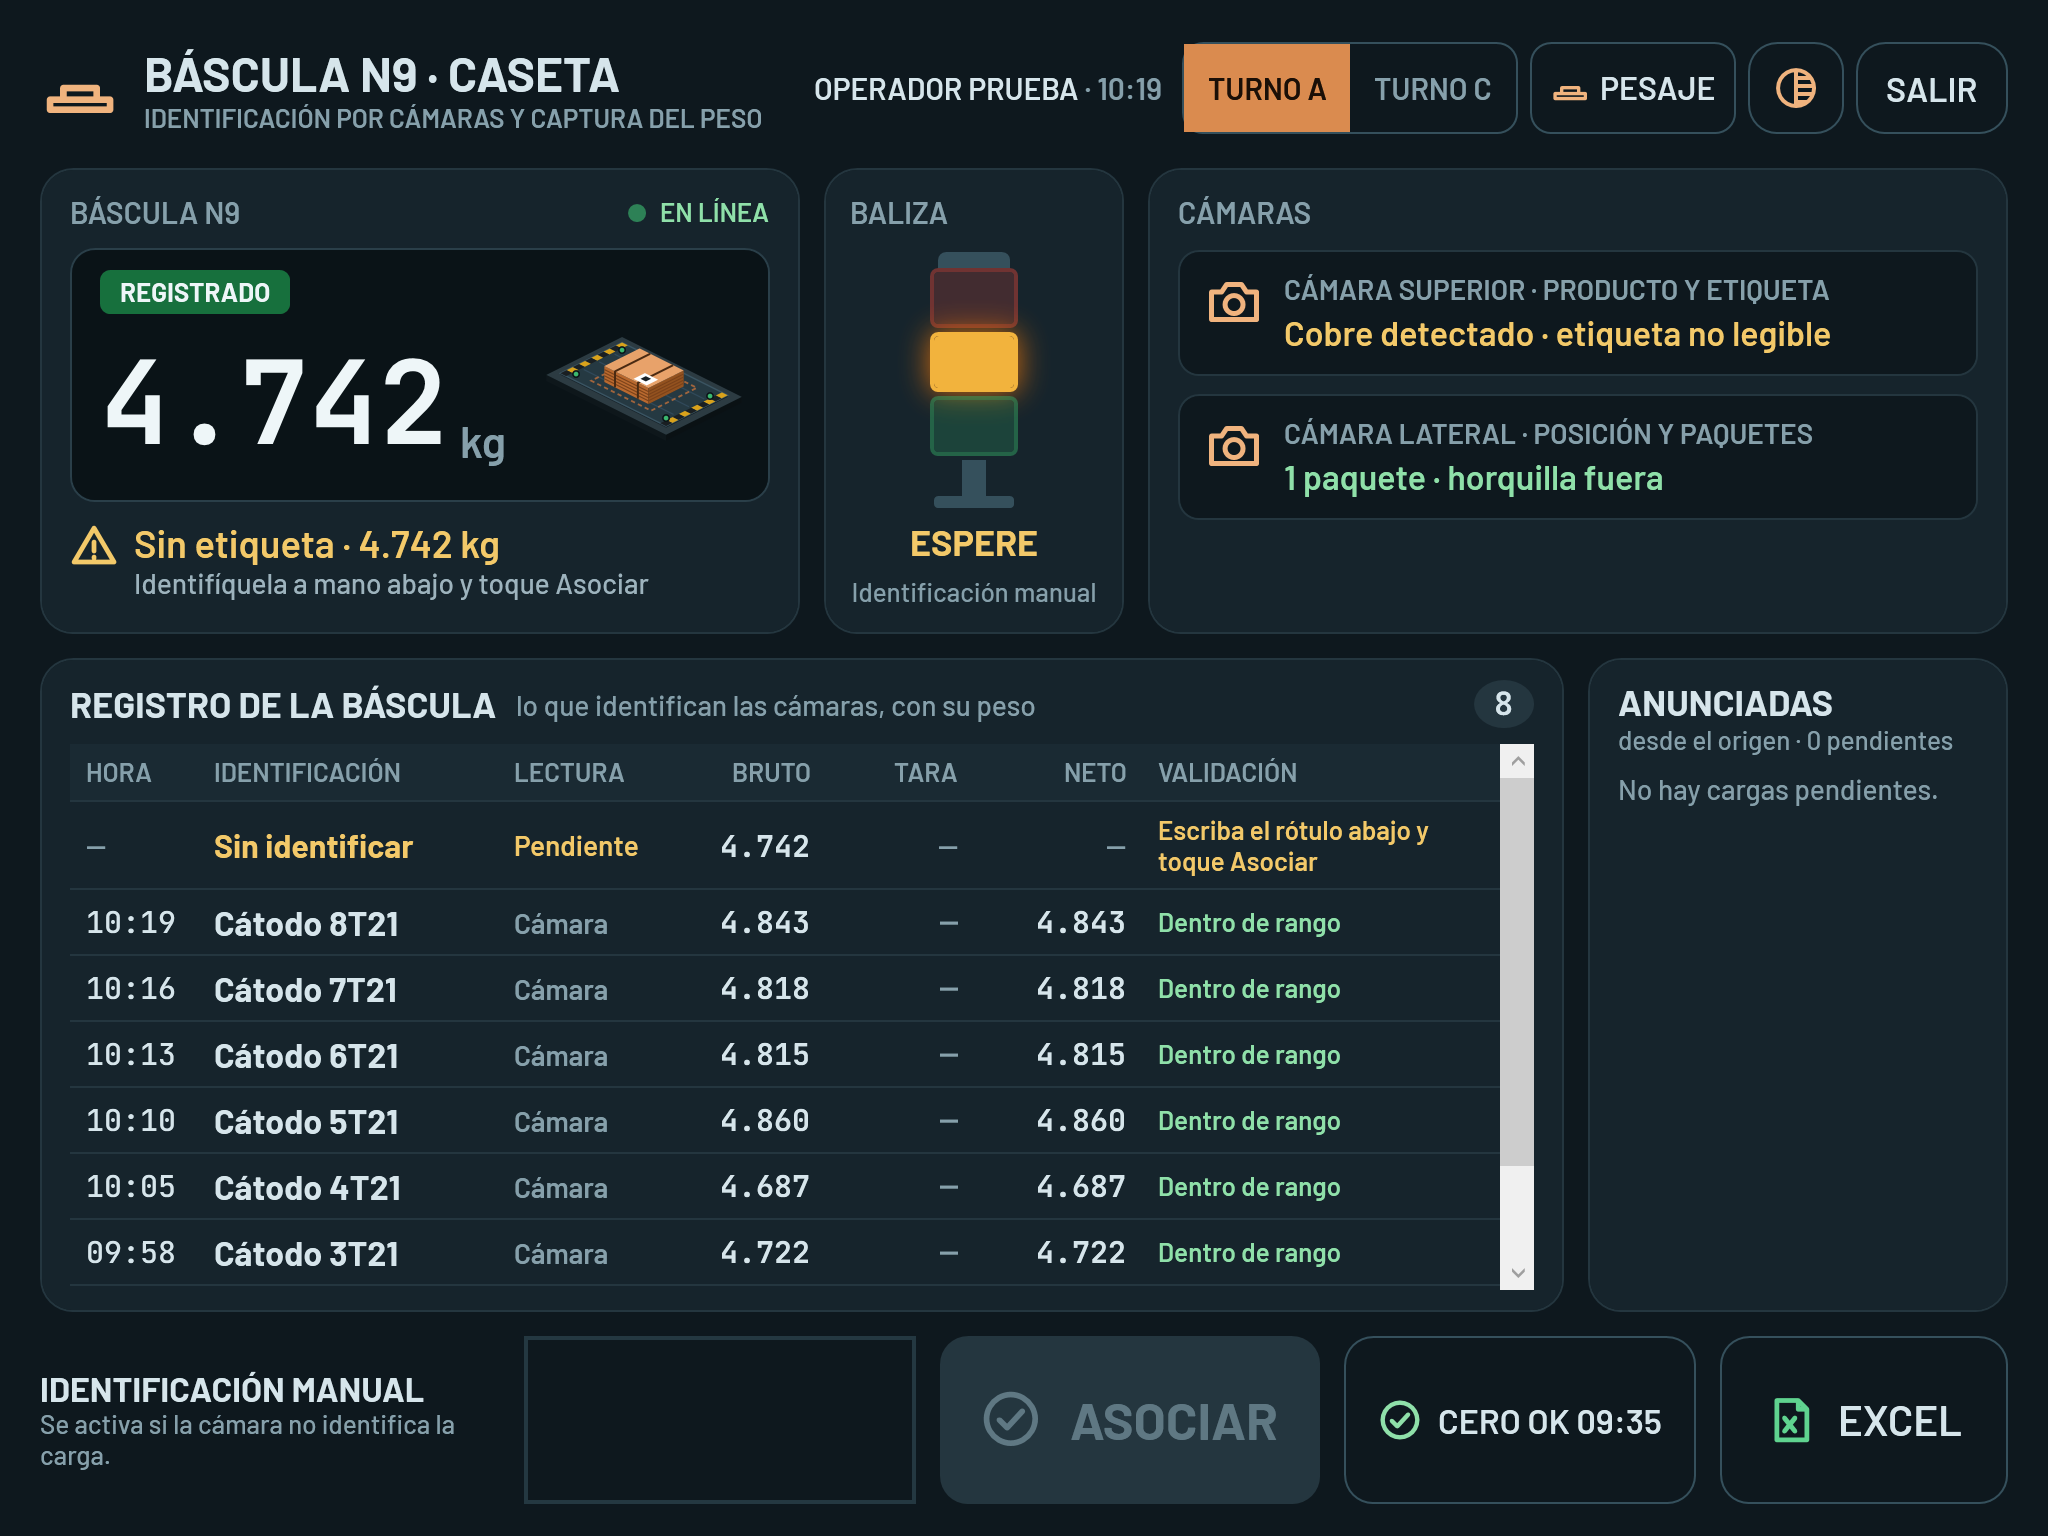 BÁSCULA N9 · CASETA
IDENTIFICACIÓN POR CÁMARAS Y CAPTURA DEL PESO
OPERADOR PRUEBA · 10:19
TURNO A
TURNO C
PESAJE
SALIR
BÁSCULA N9
EN LÍNEA
REGISTRADO
4.742 kg
Sin etiqueta · 4.742 kg
Identifíquela a mano abajo y toque Asociar
BALIZA
ESPERE
Identificación manual
CÁMARAS
CÁMARA SUPERIOR · PRODUCTO Y ETIQUETA
Cobre detectado · etiqueta no legible
CÁMARA LATERAL · POSICIÓN Y PAQUETES
1 paquete · horquilla fuera
REGISTRO DE LA BÁSCULA lo que identifican las cámaras, con su peso 8
HORA IDENTIFICACIÓN LECTURA BRUTO TARA NETO VALIDACIÓN
— Sin identificar Pendiente 4.742 — — Escriba el rótulo abajo y
toque Asociar
10:19 Cátodo 8T21 Cámara 4.843 — 4.843 Dentro de rango
10:16 Cátodo 7T21 Cámara 4.818 — 4.818 Dentro de rango
10:13 Cátodo 6T21 Cámara 4.815 — 4.815 Dentro de rango
10:10 Cátodo 5T21 Cámara 4.860 — 4.860 Dentro de rango
10:05 Cátodo 4T21 Cámara 4.687 — 4.687 Dentro de rango
09:58 Cátodo 3T21 Cámara 4.722 — 4.722 Dentro de rango
ANUNCIADAS
desde el origen · 0 pendientes
No hay cargas pendientes.
IDENTIFICACIÓN MANUAL
Se activa si la cámara no identifica la
carga.
ASOCIAR
CERO OK 09:35
EXCEL